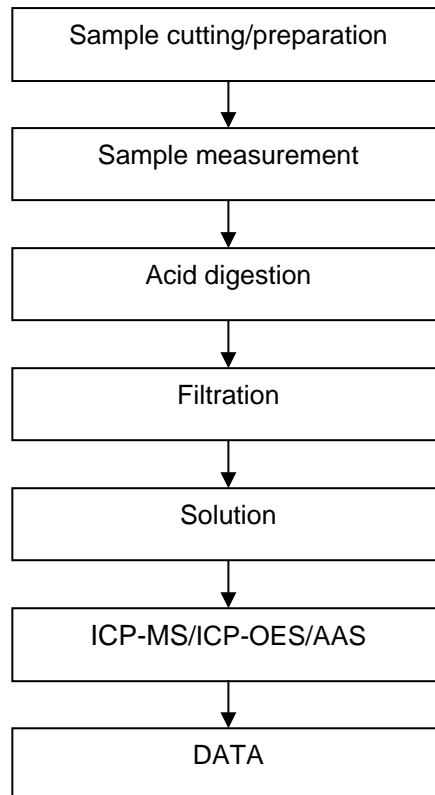 Sample cutting/preparation
Sample measurement
Acid digestion
Filtration
Solution
ICP-MS/ICP-OES/AAS
DATA